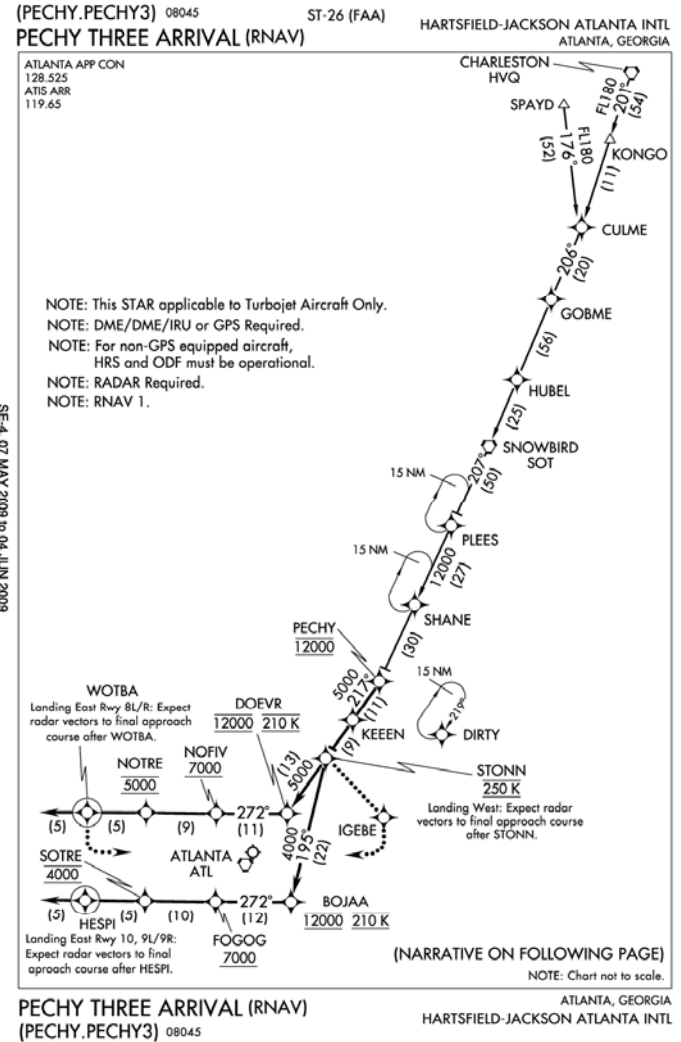 (PECHY.PECHY3) 08045
ST-26 (FAA)
HARTSFIELD-JACKSON ATLANTA INTL
PECHY THREE ARRIVAL (RNAV)
ATLANTA, GEORGIA
ATLANTA APP CON
128.525
ATIS ARR
119.65
CHARLESTON
HVQ
FL180
201°
(54)
SPAYD
FL180
176°
(52)
KONGO
(11)
CULME
206°
(20)
GOBME
(56)
HUBEL
(25)
SNOWBIRD
SOT
NOTE: This STAR applicable to Turbojet Aircraft Only.
NOTE: DME/DME/IRU or GPS Required.
NOTE: For non-GPS equipped aircraft,
HRS and ODF must be operational.
NOTE: RADAR Required.
NOTE: RNAV 1.
207°
(50)
15 NM
PLEES
12000
(27)
15 NM
SHANE
(30)
PECHY
12000
5000
217°
(11)
KEEEN
(9)
15 NM
219°
DIRTY
STONN
250 K
Landing West: Expect radar
vectors to final approach course
after STONN.
WOTBA
Landing East Rwy 8L/R: Expect
radar vectors to final approach
course after WOTBA.
DOEVR
12000 210 K
NOFIV
7000
NOTRE
5000
(13)
5000
(5)
(5)
(9)
272°
(11)
IGEBE
4000
195°
(22)
ATLANTA
ATL
SOTRE
4000
(5)
(5)
(10)
272°
(12)
BOJAA
12000 210 K
HESPI
Landing East Rwy 10, 9L/9R:
Expect radar vectors to final
aproach course after HESPI.
FOGOG
7000
(NARRATIVE ON FOLLOWING PAGE)
NOTE: Chart not to scale.
SE-4, 07 MAY 2009 to 04 JUN 2009
PECHY THREE ARRIVAL (RNAV)
(PECHY.PECHY3) 08045
ATLANTA, GEORGIA
HARTSFIELD-JACKSON ATLANTA INTL